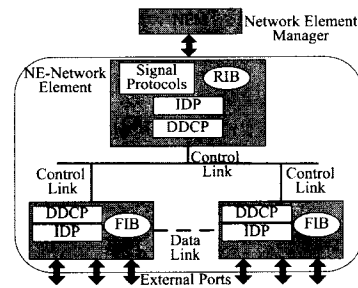 NEM
Network Element
Manager
NE-Network
Element
Signal
Protocols
RIB
IDP
DDCP
Control
Link
Control
Link
Control
Link
DDCP
IDP
FIB
Data
Link
DDCP
IDP
FIB
External Ports